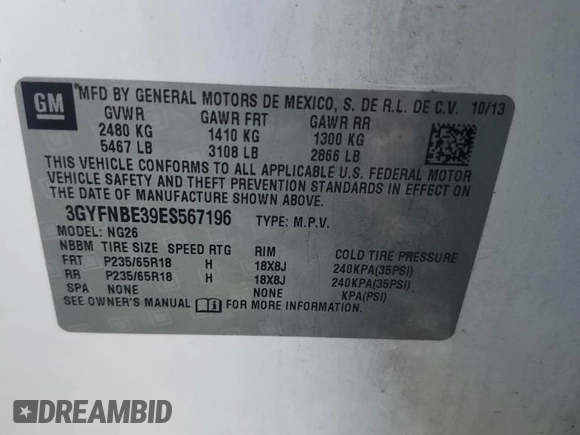 GM
MFD BY GENERAL MOTORS DE MEXICO, S. DE R.L. DE C.V. 10/13
GVWR GAWR FRT GAWR RR
2480 KG 1410 KG 1300 KG
5467 LB 3108 LB 2866 LB
THIS VEHICLE CONFORMS TO ALL APPLICABLE U.S. FEDERAL MOTOR
VEHICLE SAFETY AND THEFT PREVENTION STANDARDS IN EFFECT ON
THE DATE OF MANUFACTURE SHOWN ABOVE.
3GYFNBE39ES567196 TYPE: M.P.V.
MODEL: NG26
NBBM TIRE SIZE SPEED RTG RIM COLD TIRE PRESSURE
FRT P235/65R18 H 18X8J 240KPA(35PSI)
RR P235/65R18 H 18X8J 240KPA(35PSI)
SPA NONE NONE KPA(PSI)
SEE OWNER'S MANUAL FOR MORE INFORMATION.
DREAMBID